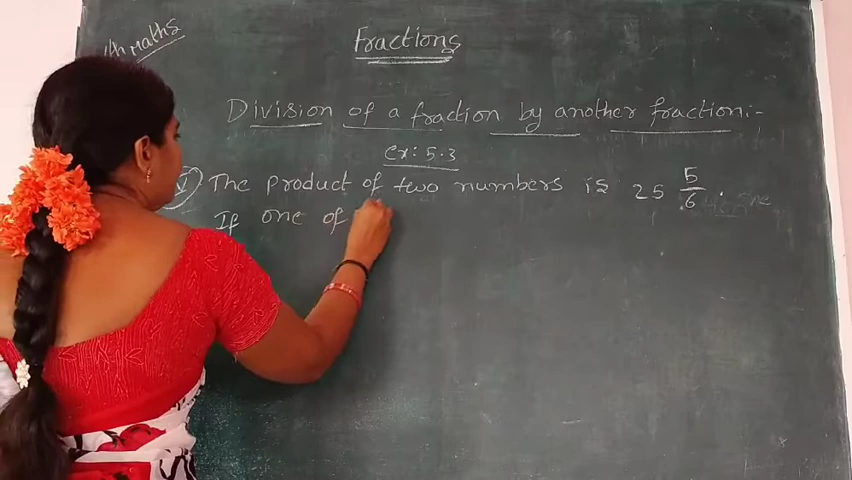 7th maths
Fractions
Division of a fraction by another fraction:-
Ex: 5.3
The product of two numbers is 25 5/6.
If one of